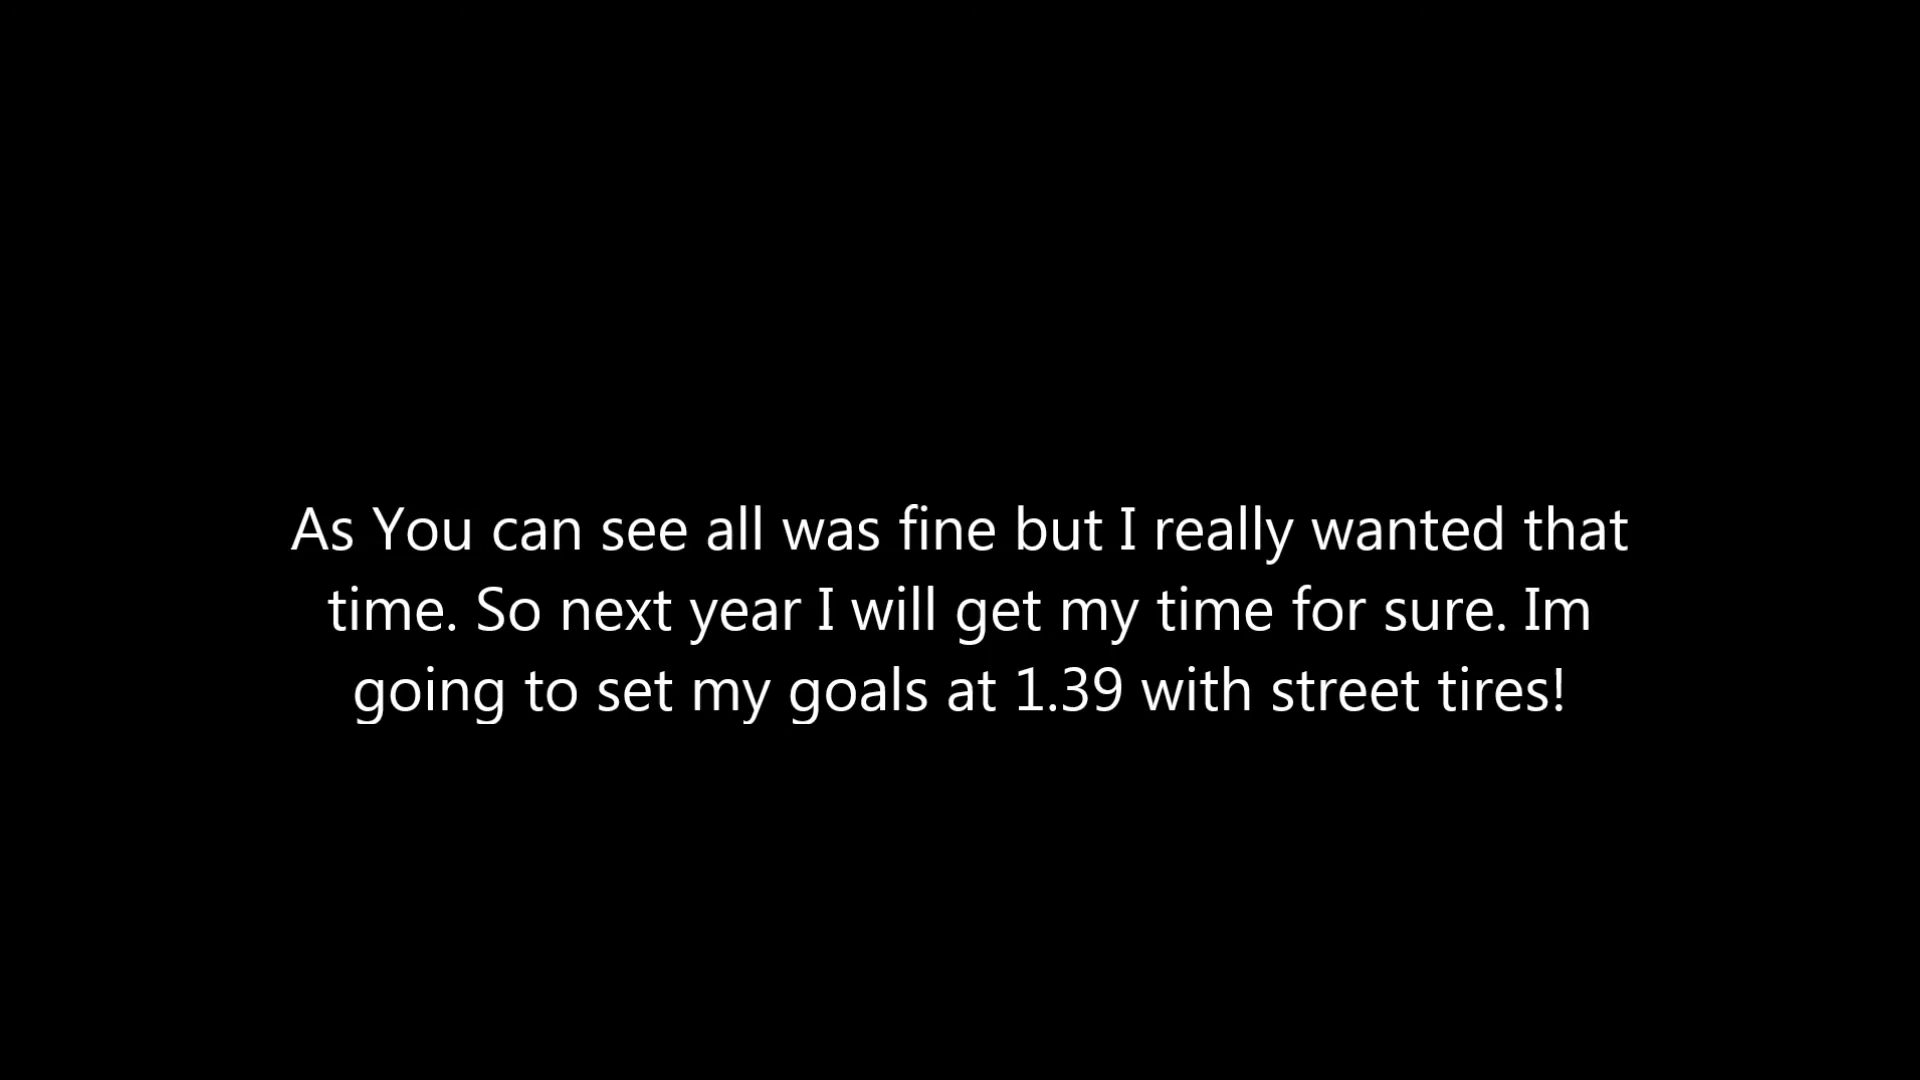 As You can see all was fine but I really wanted that
time. So next year I will get my time for sure. Im
going to set my goals at 1.39 with street tires!